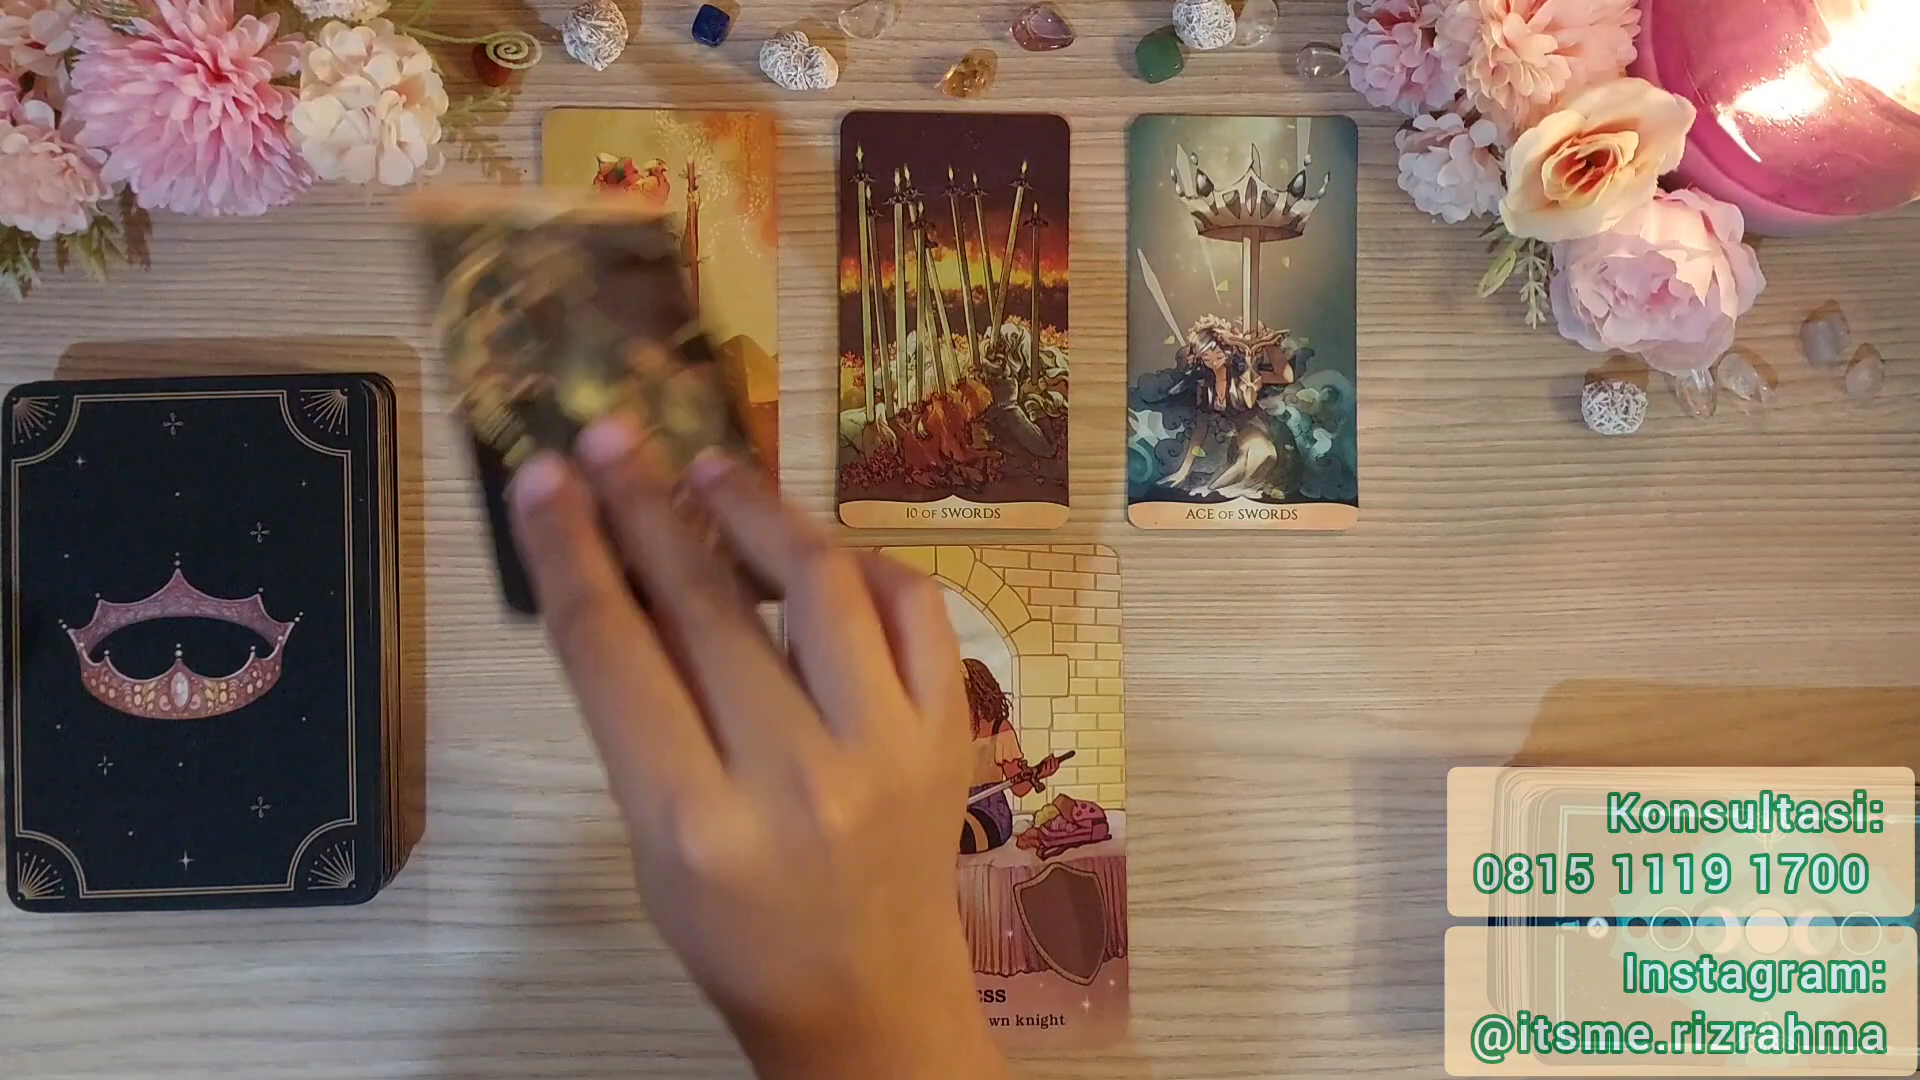 10 OF SWORDS
ACE OF SWORDS
wn knight
Konsultasi:
0815 1119 1700
Instagram:
@itsme.rizrahma